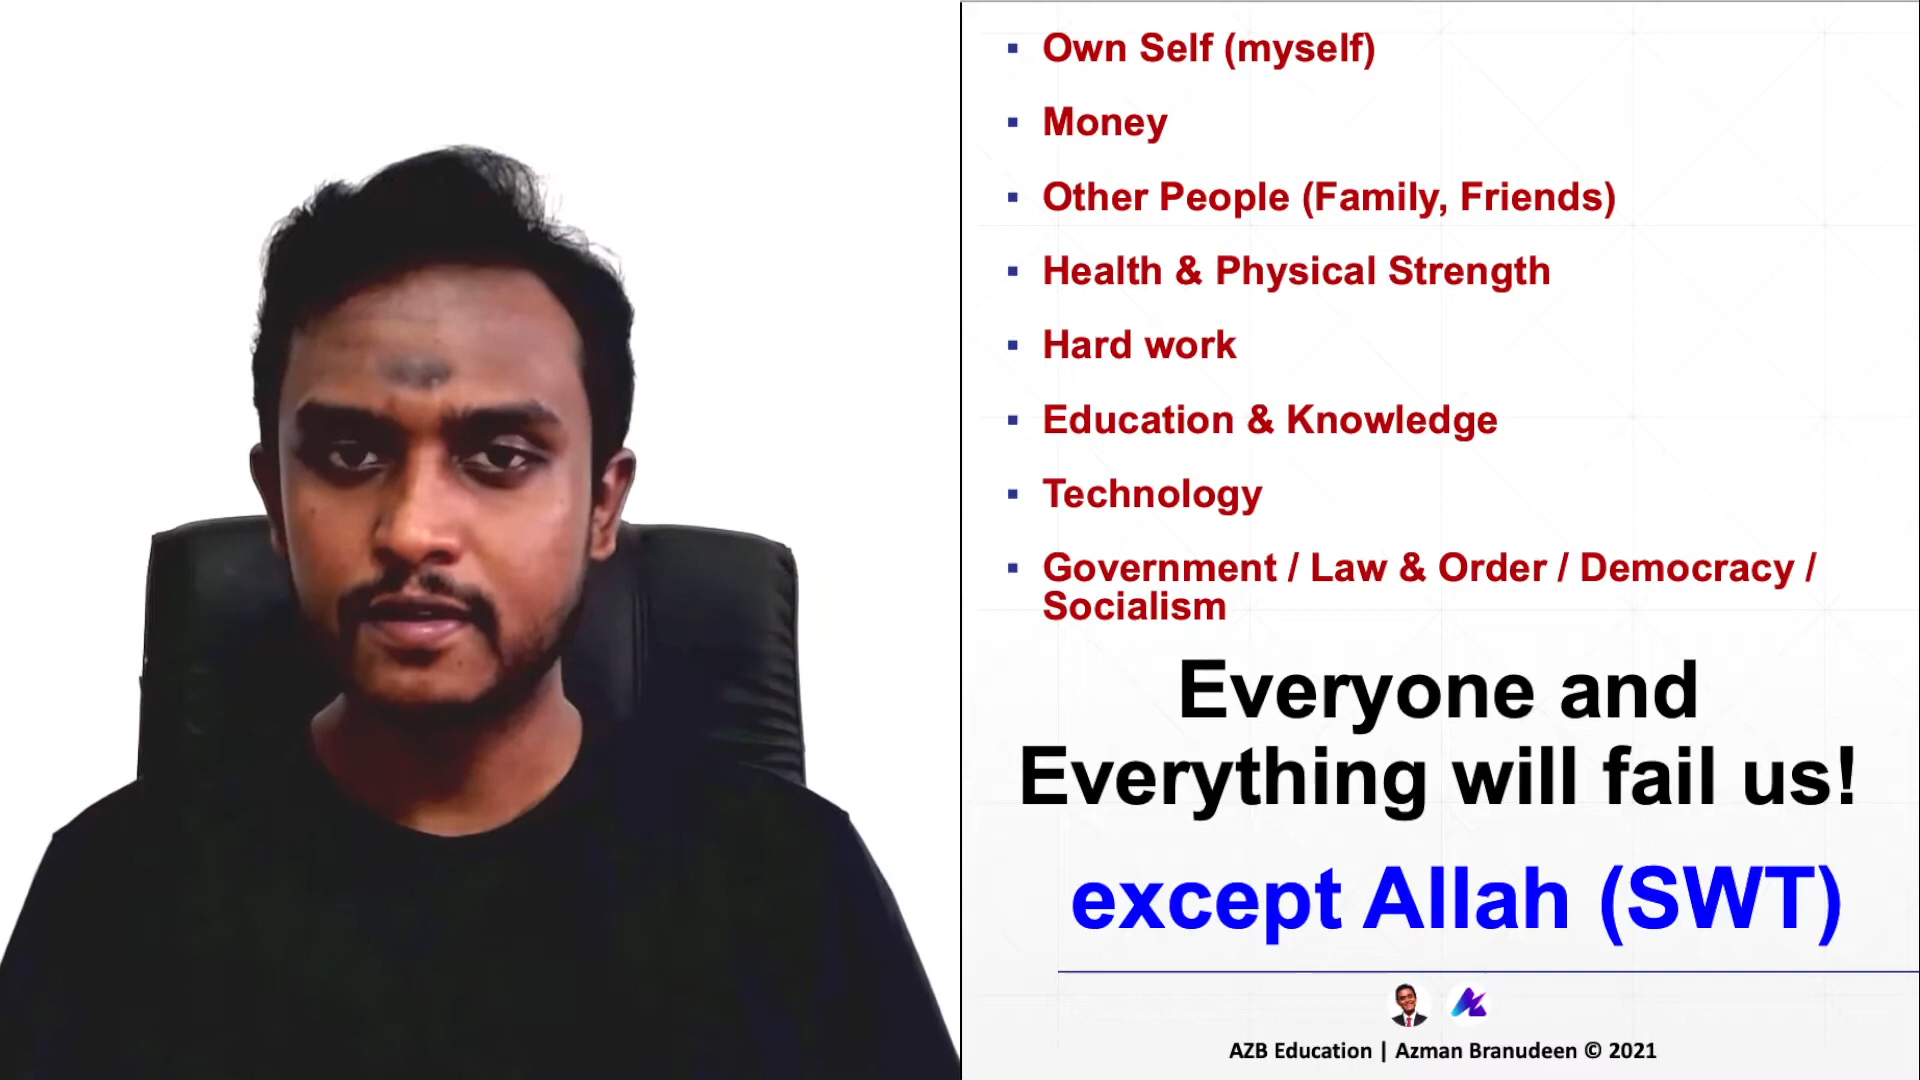 Own Self (myself)
Money
Other People (Family, Friends)
Health & Physical Strength
Hard work
Education & Knowledge
Technology
Government / Law & Order / Democracy /
Socialism
Everyone and
Everything will fail us!
except Allah (SWT)
AZB Education | Azman Branudeen © 2021